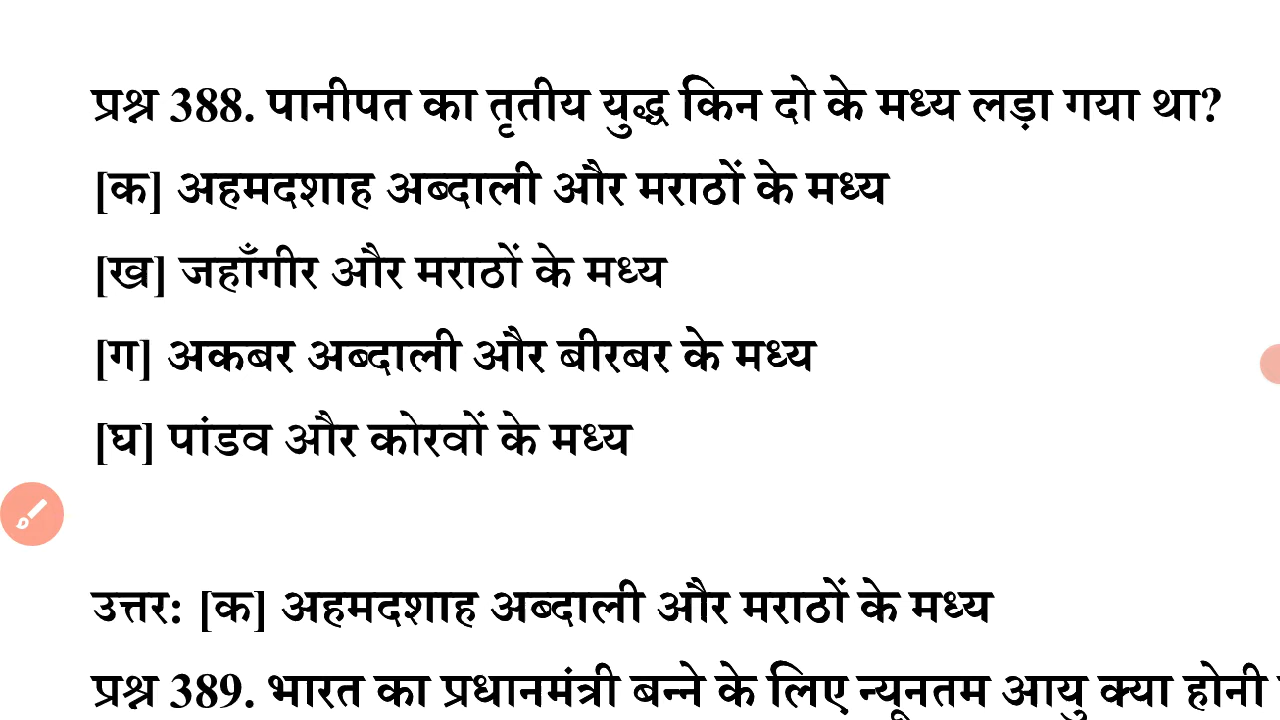 प्रश्न 388. पानीपत का तृतीय युद्ध किन दो के मध्य लड़ा गया था?
[क] अहमदशाह अब्दाली और मराठों के मध्य
[ख] जहाँगीर और मराठों के मध्य
[ग] अकबर अब्दाली और बीरबर के मध्य
[घ] पांडव और कोरवों के मध्य
उत्तर: [क] अहमदशाह अब्दाली और मराठों के मध्य
प्रश्न 389. भारत का प्रधानमंत्री बन्ने के लिए न्यूनतम आयु क्या होनी